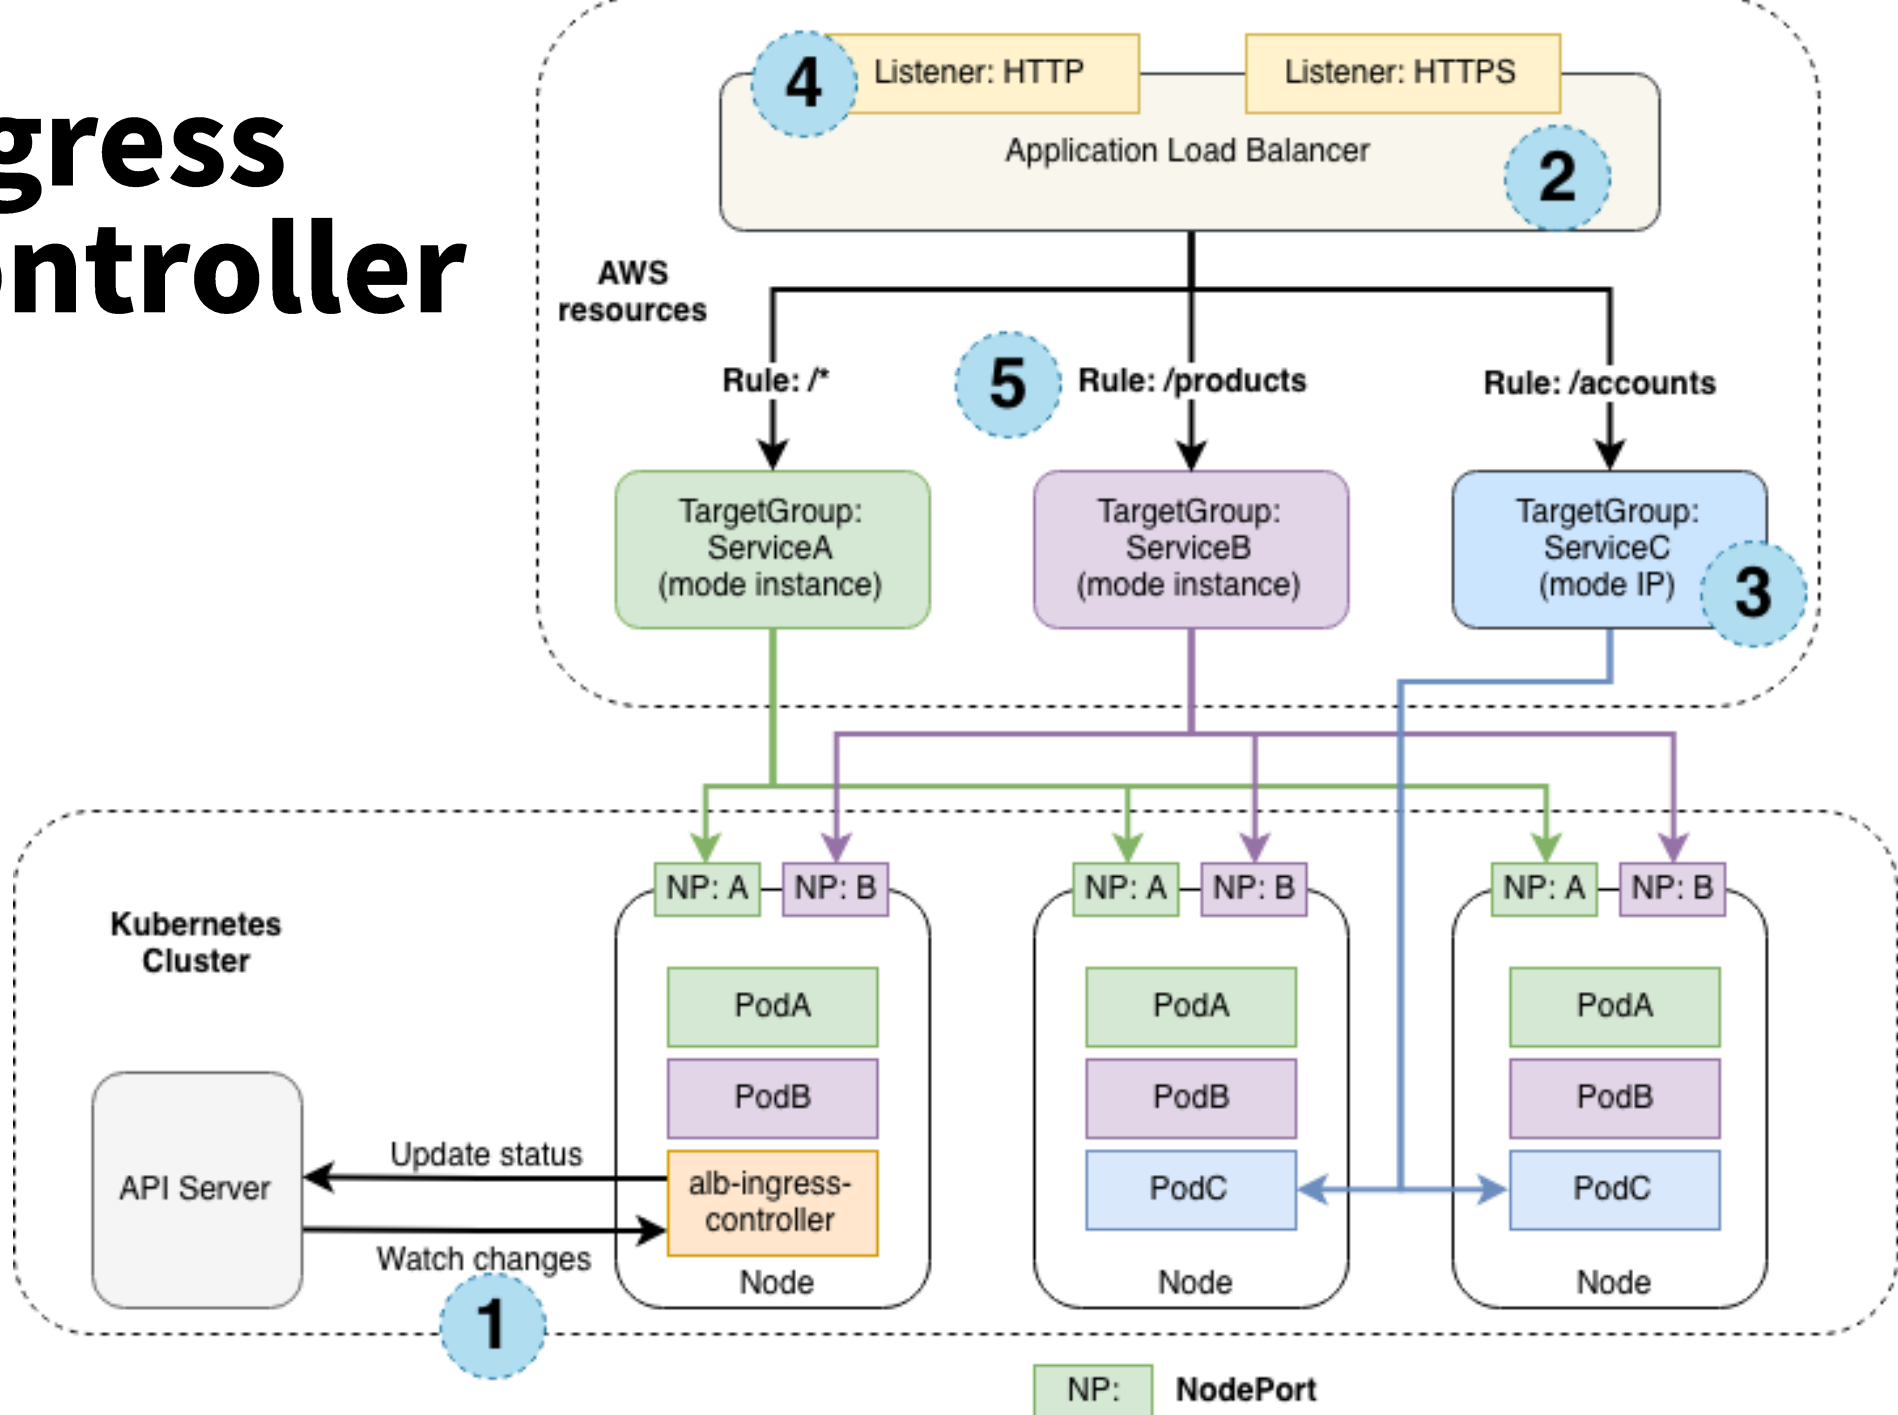 gress
ontroller
4
Listener: HTTP
Listener: HTTPS
Application Load Balancer
2
AWS
resources
Rule: /*
5
Rule: /products
Rule: /accounts
TargetGroup:
ServiceA
(mode instance)
TargetGroup:
ServiceB
(mode instance)
TargetGroup:
ServiceC
(mode IP)
3
Kubernetes
Cluster
NP: A
NP: B
NP: A
NP: B
NP: A
NP: B
PodA
PodA
PodA
PodB
PodB
PodB
API Server
Update status
Watch changes
1
alb-ingress-
controller
PodC
PodC
Node
Node
Node
NP:
NodePort